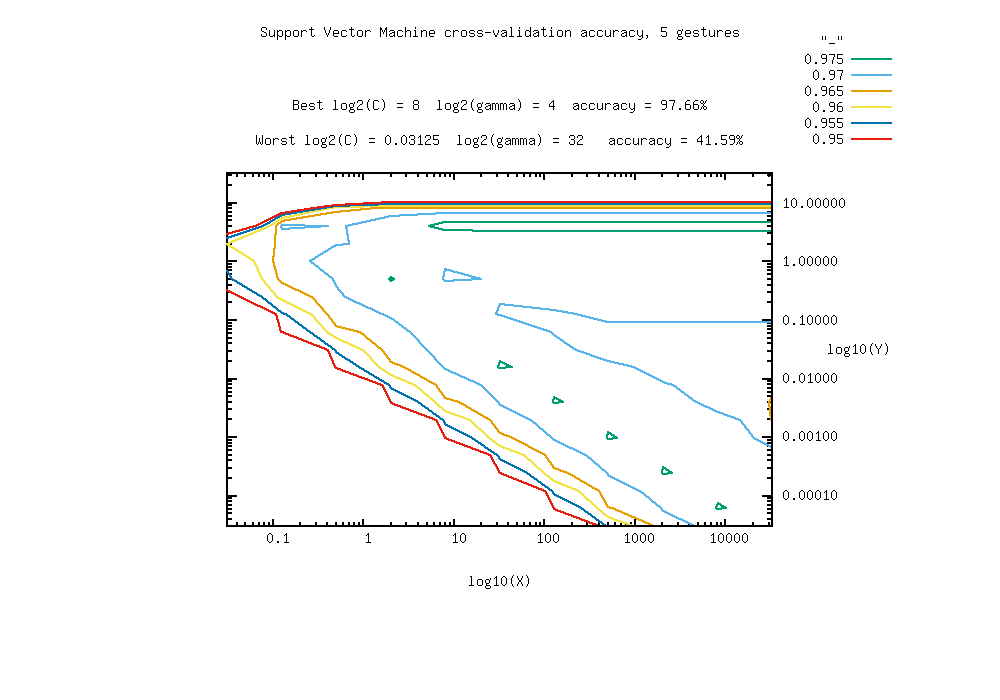 Support Vector Machine cross-validation accuracy, 5 gestures
"_"
0.975
0.97
0.965
0.96
0.955
0.95
Best log2(C) = 8 log2(gamma) = 4 accuracy = 97.66%
Worst log2(C) = 0.03125 log2(gamma) = 32 accuracy = 41.59%
10.00000
1.00000
0.10000
log10(Y)
0.01000
0.00100
0.00010
0.1 1 10 100 1000 10000
log10(X)